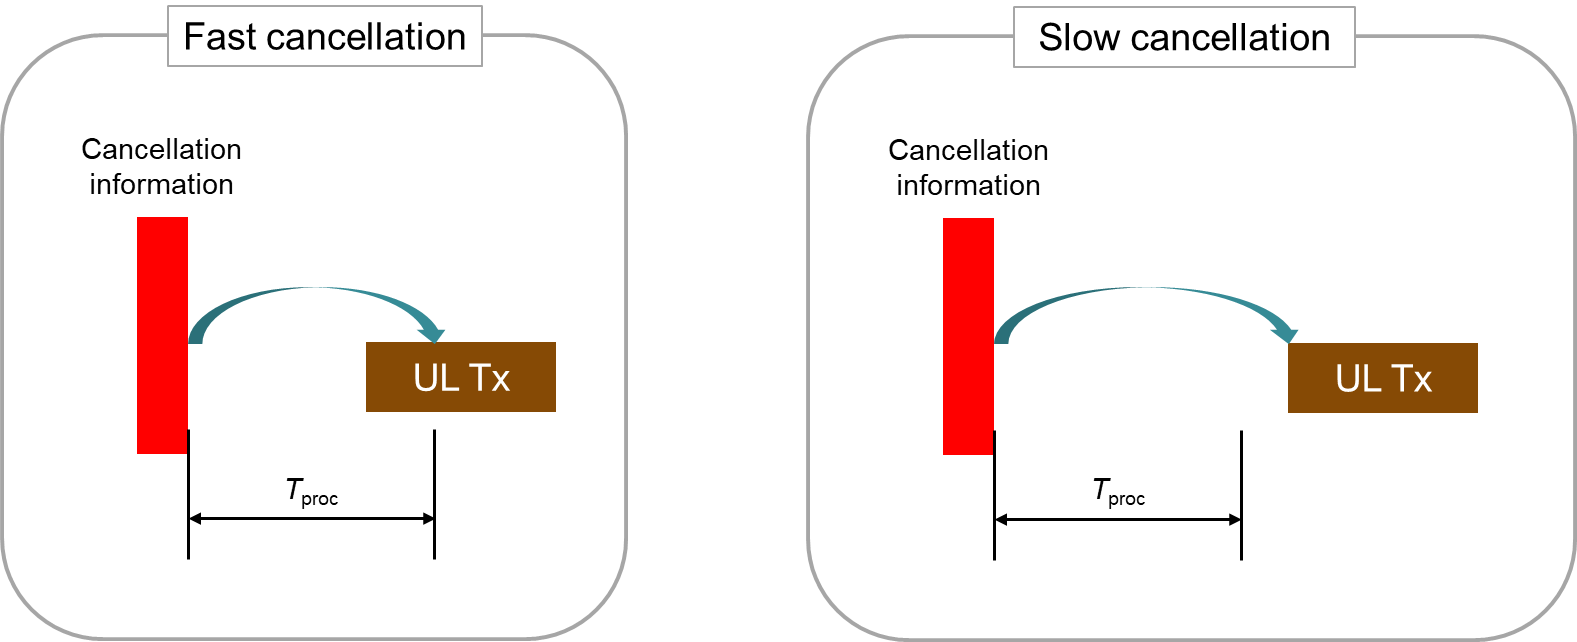 Fast cancellation
Cancellation
information
UL Tx
Tproc
Slow cancellation
Cancellation
information
UL Tx
Tproc